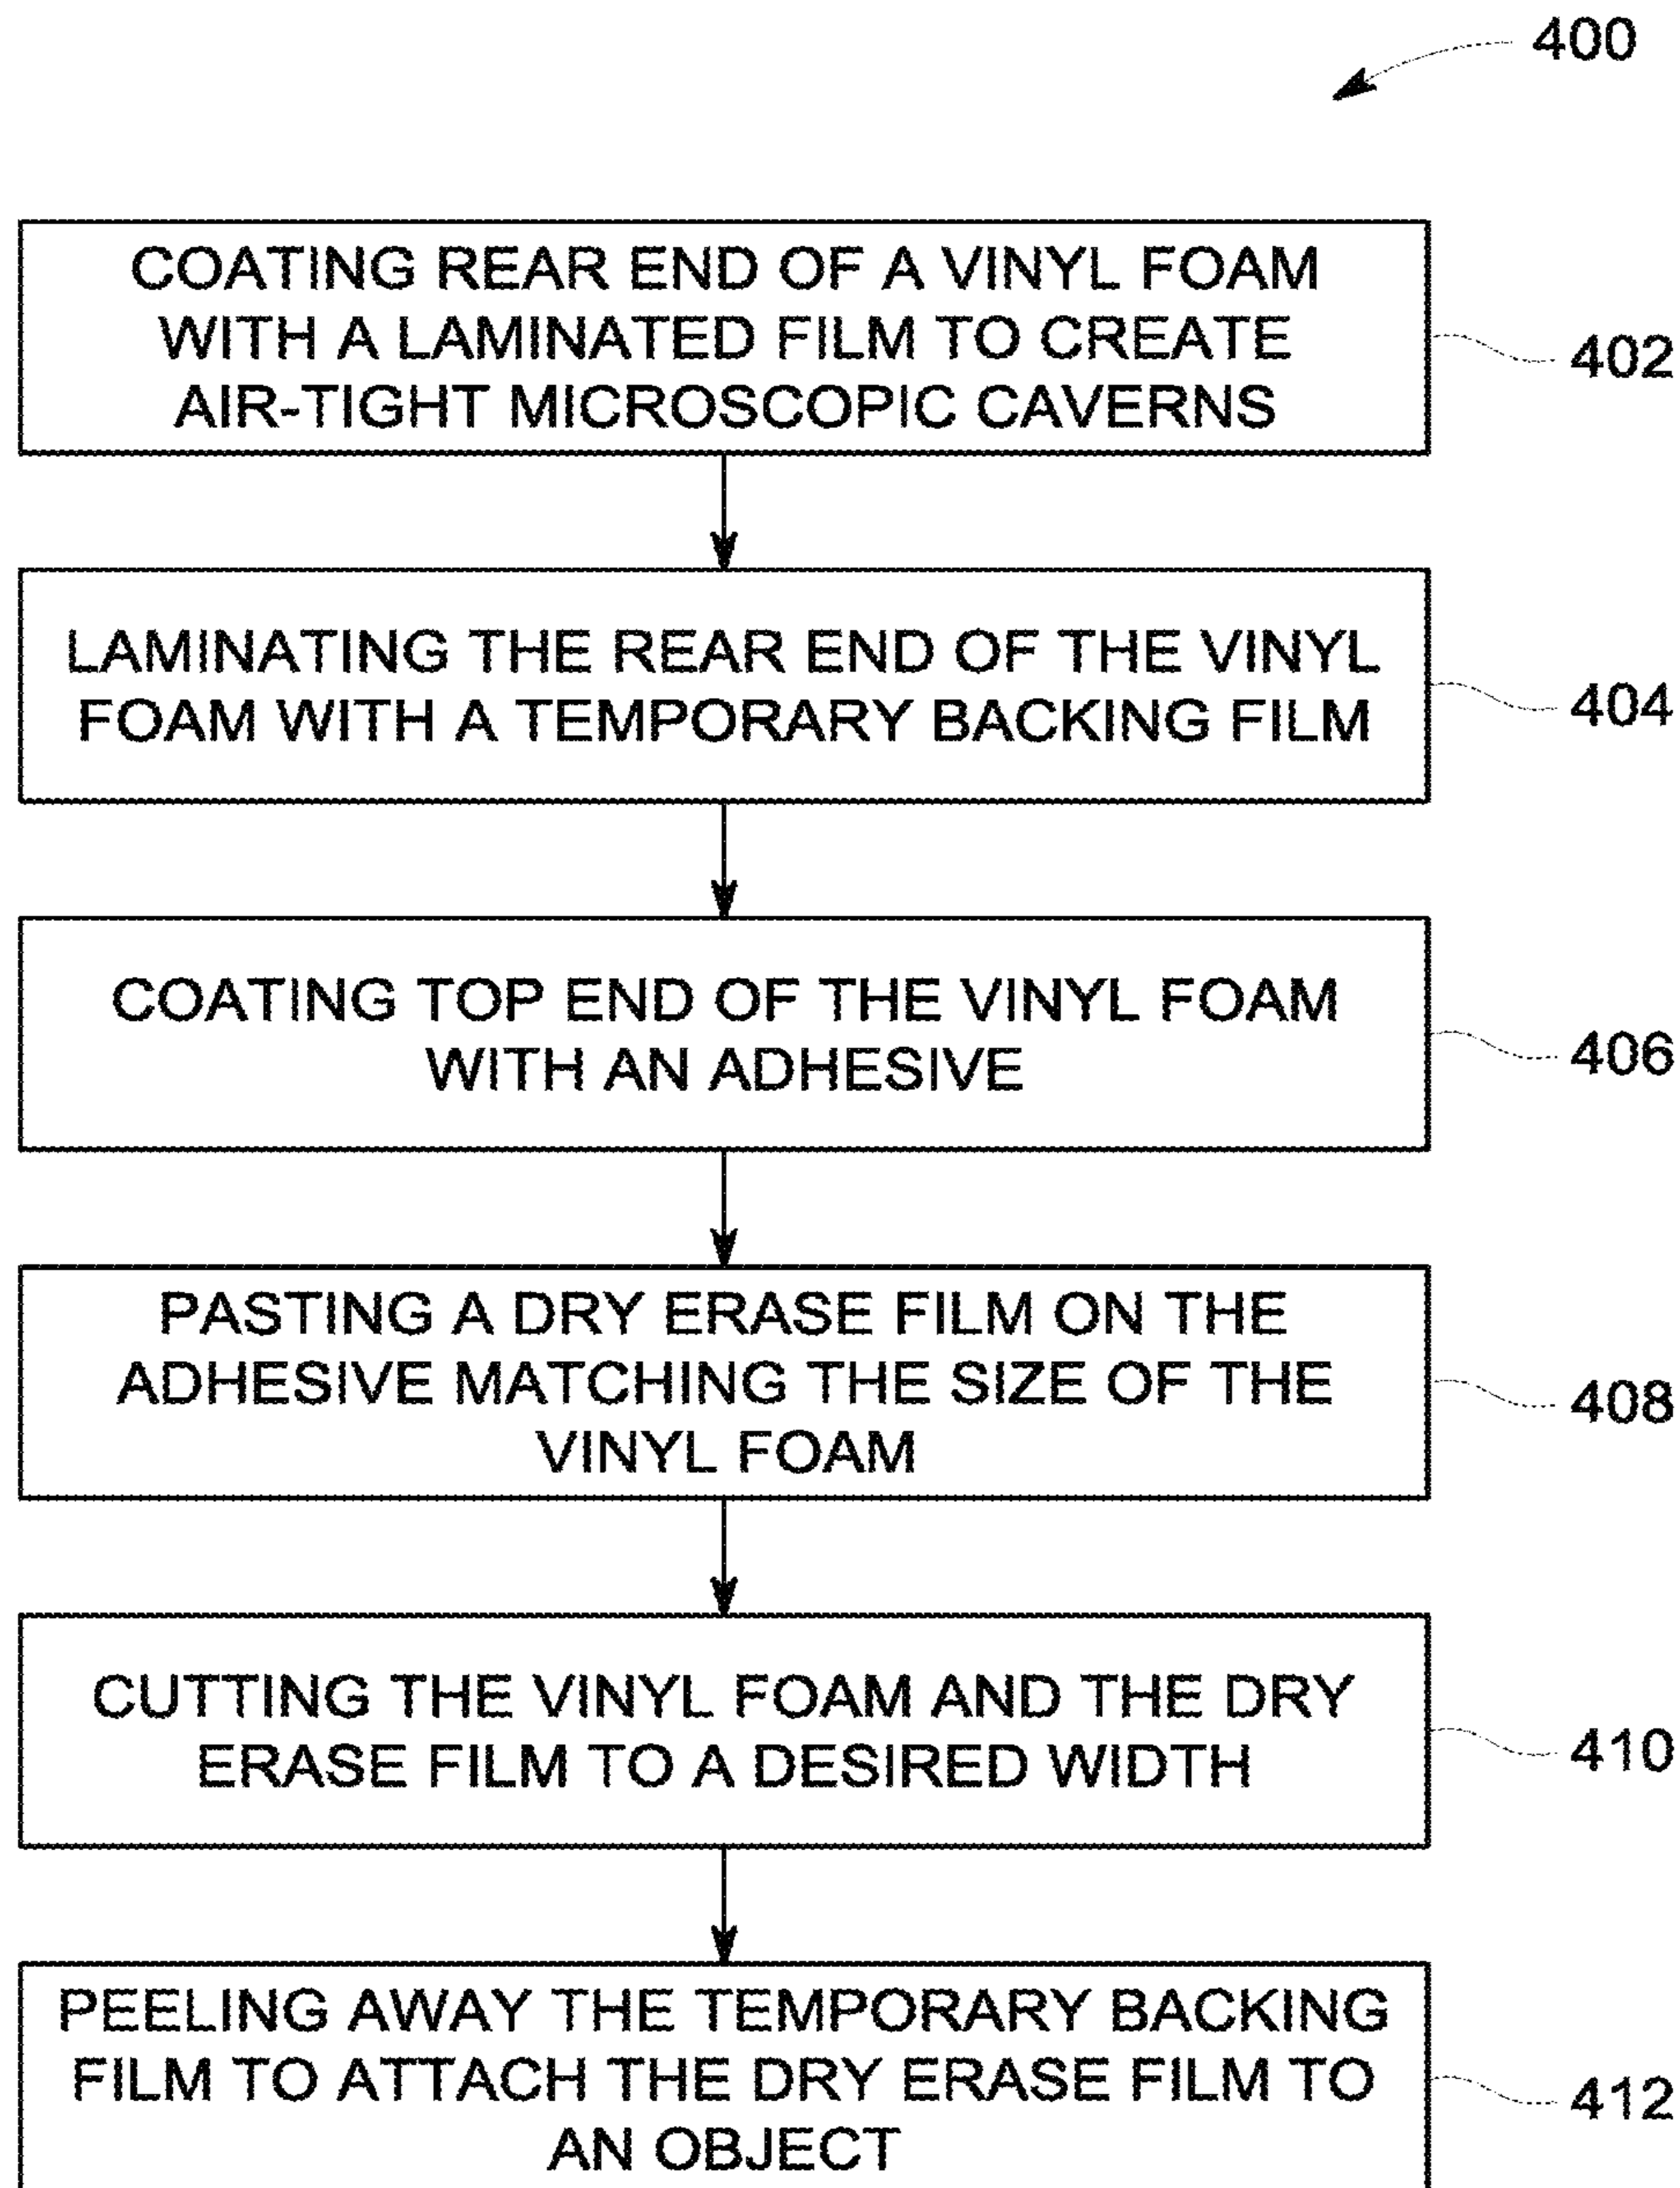 400
COATING REAR END OF A VINYL FOAM
WITH A LAMINATED FILM TO CREATE
AIR-TIGHT MICROSCOPIC CAVERNS
402
LAMINATING THE REAR END OF THE VINYL
FOAM WITH A TEMPORARY BACKING FILM
404
COATING TOP END OF THE VINYL FOAM
WITH AN ADHESIVE
406
PASTING A DRY ERASE FILM ON THE
ADHESIVE MATCHING THE SIZE OF THE
VINYL FOAM
408
CUTTING THE VINYL FOAM AND THE DRY
ERASE FILM TO A DESIRED WIDTH
410
PEELING AWAY THE TEMPORARY BACKING
FILM TO ATTACH THE DRY ERASE FILM TO
AN OBJECT
412